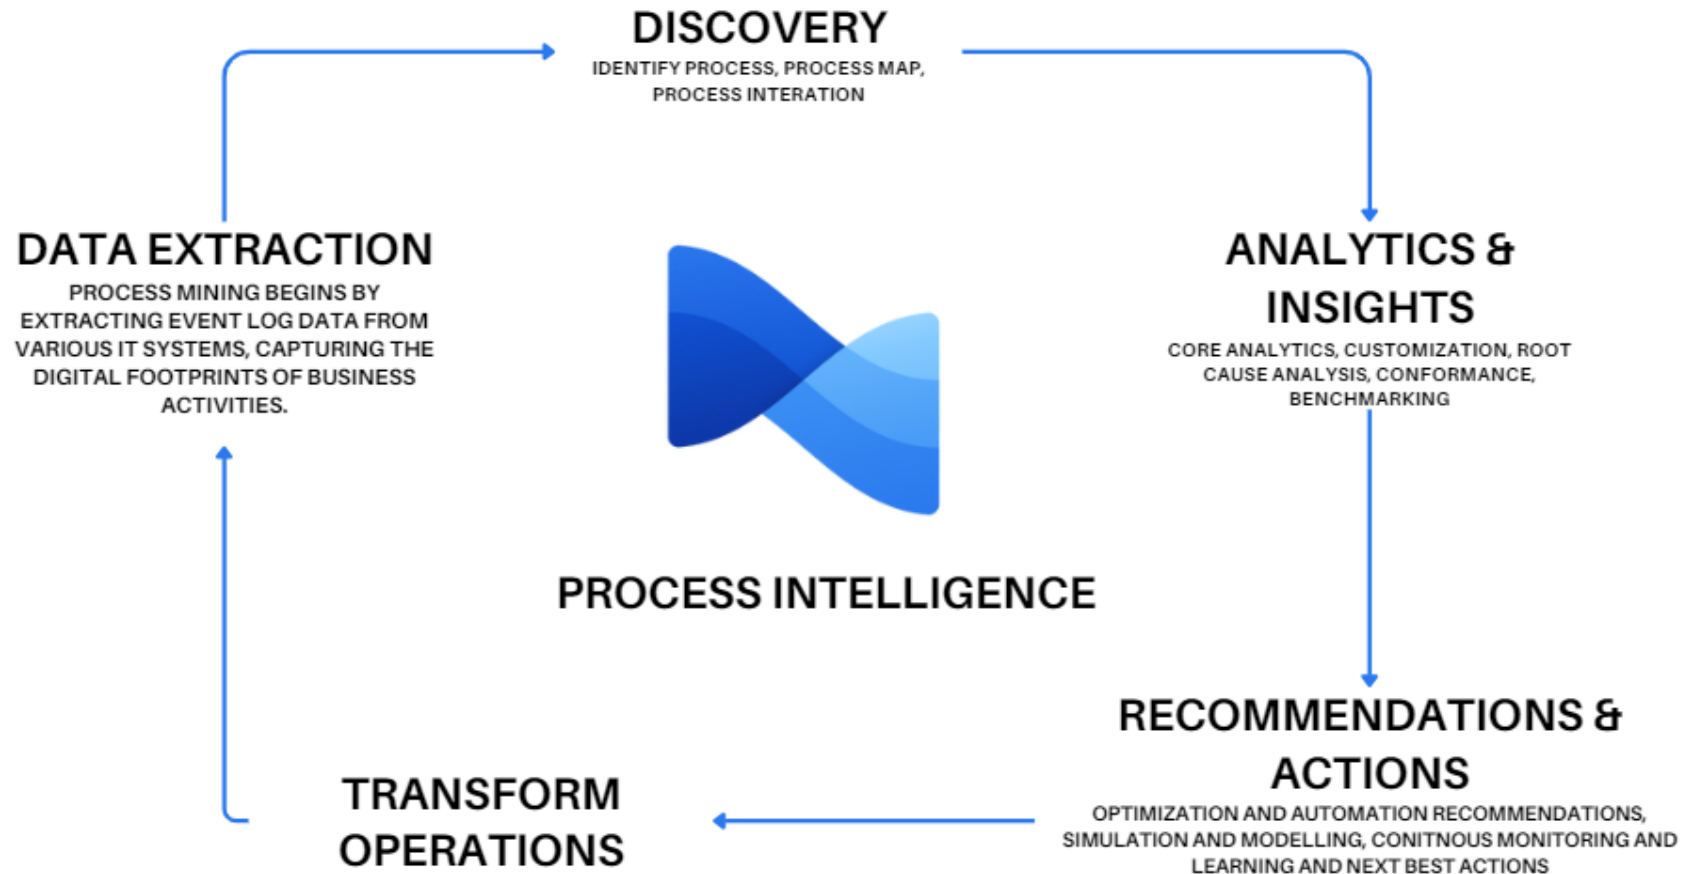 DISCOVERY
IDENTIFY PROCESS, PROCESS MAP,
PROCESS INTERATION
DATA EXTRACTION
PROCESS MINING BEGINS BY
EXTRACTING EVENT LOG DATA FROM
VARIOUS IT SYSTEMS, CAPTURING THE
DIGITAL FOOTPRINTS OF BUSINESS
ACTIVITIES.
ANALYTICS &
INSIGHTS
CORE ANALYTICS, CUSTOMIZATION, ROOT
CAUSE ANALYSIS, CONFORMANCE,
BENCHMARKING
PROCESS INTELLIGENCE
RECOMMENDATIONS &
ACTIONS
OPTIMIZATION AND AUTOMATION RECOMMENDATIONS,
SIMULATION AND MODELLING, CONITNOUS MONITORING AND
LEARNING AND NEXT BEST ACTIONS
TRANSFORM
OPERATIONS